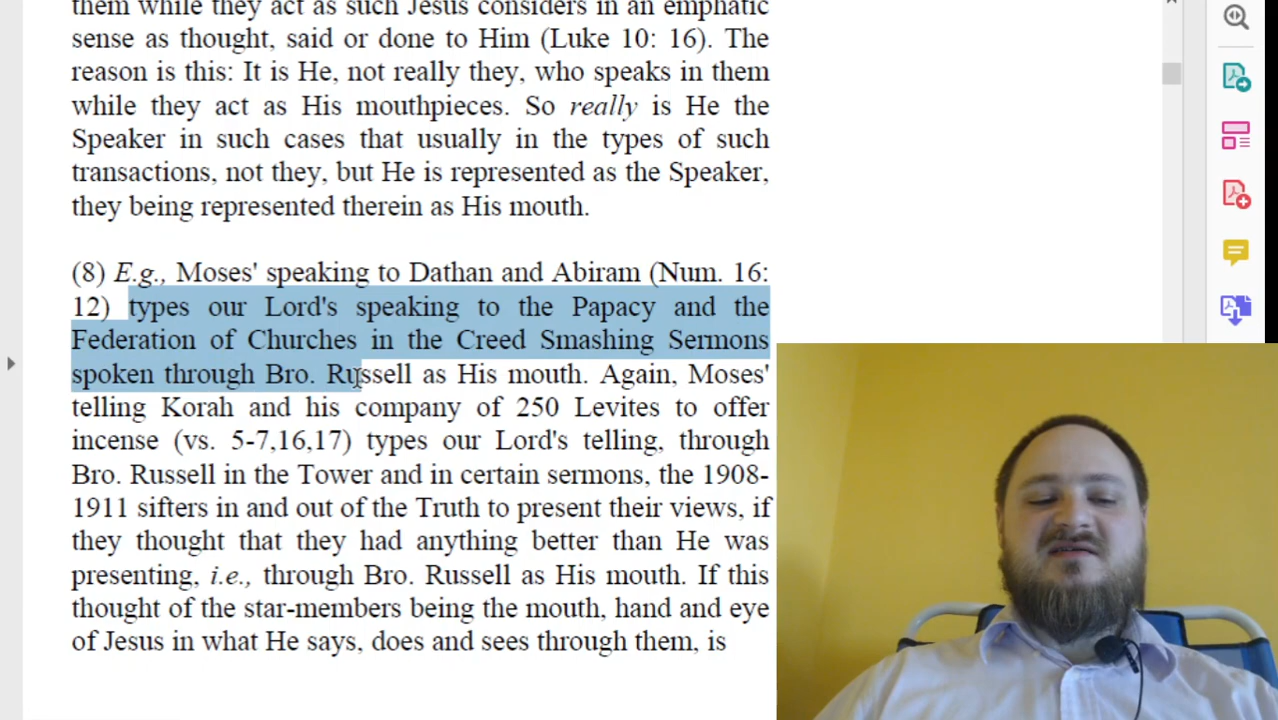 them while they act as such Jesus considers in an emphatic
sense as thought, said or done to Him (Luke 10: 16). The
reason is this: It is He, not really they, who speaks in them
while they act as His mouthpieces. So really is He the
Speaker in such cases that usually in the types of such
transactions, not they, but He is represented as the Speaker,
they being represented therein as His mouth.
(8) E.g., Moses' speaking to Dathan and Abiram (Num. 16:
12) types our Lord's speaking to the Papacy and the
Federation of Churches in the Creed Smashing Sermons
spoken through Bro. Russell as His mouth. Again, Moses'
telling Korah and his company of 250 Levites to offer
incense (vs. 5-7,16,17) types our Lord's telling, through
Bro. Russell in the Tower and in certain sermons, the 1908-
1911 sifters in and out of the Truth to present their views, if
they thought that they had anything better than He was
presenting, i.e., through Bro. Russell as His mouth. If this
thought of the star-members being the mouth, hand and eye
of Jesus in what He says, does and sees through them, is